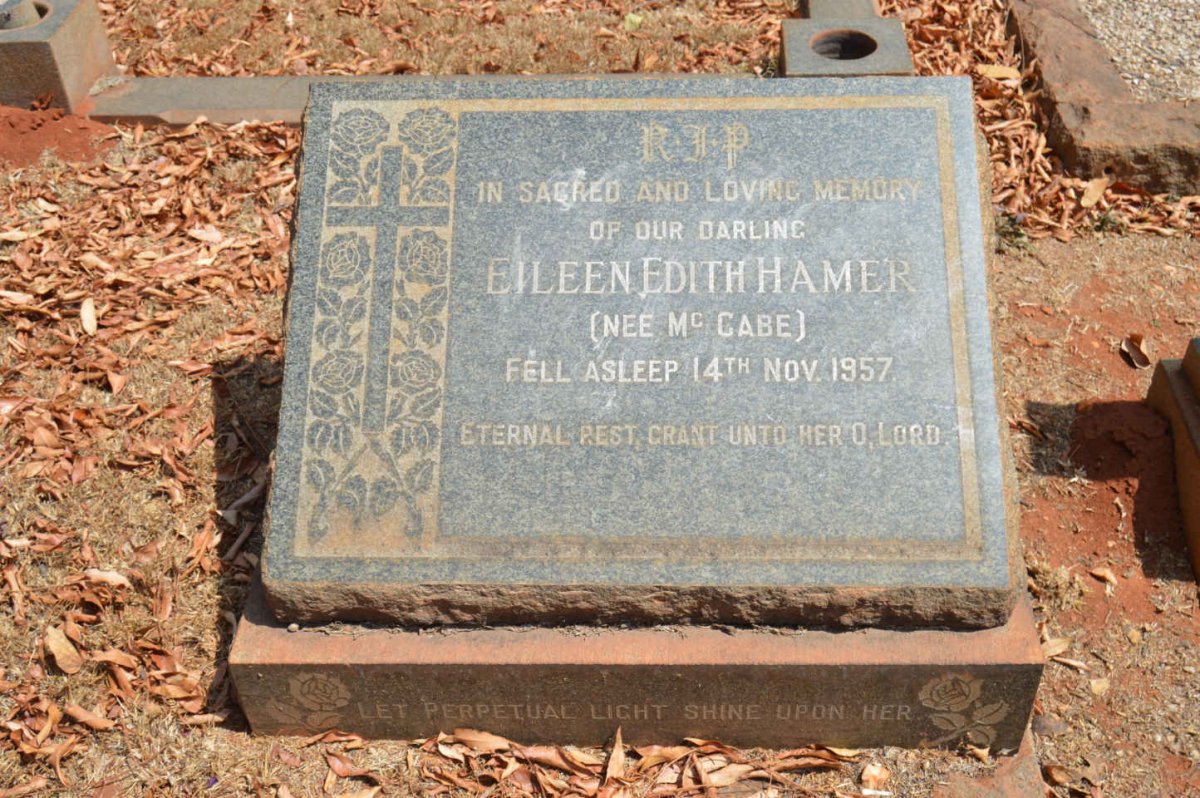 R·I·P
IN SACRED AND LOVING MEMORY
OF OUR DARLING
EILEEN EDITH HAMER
(NEE Mc CABE)
FELL ASLEEP 14TH NOV. 1957.
ETERNAL REST, GRANT UNTO HER O, LORD.
LET PERPETUAL LIGHT SHINE UPON HER